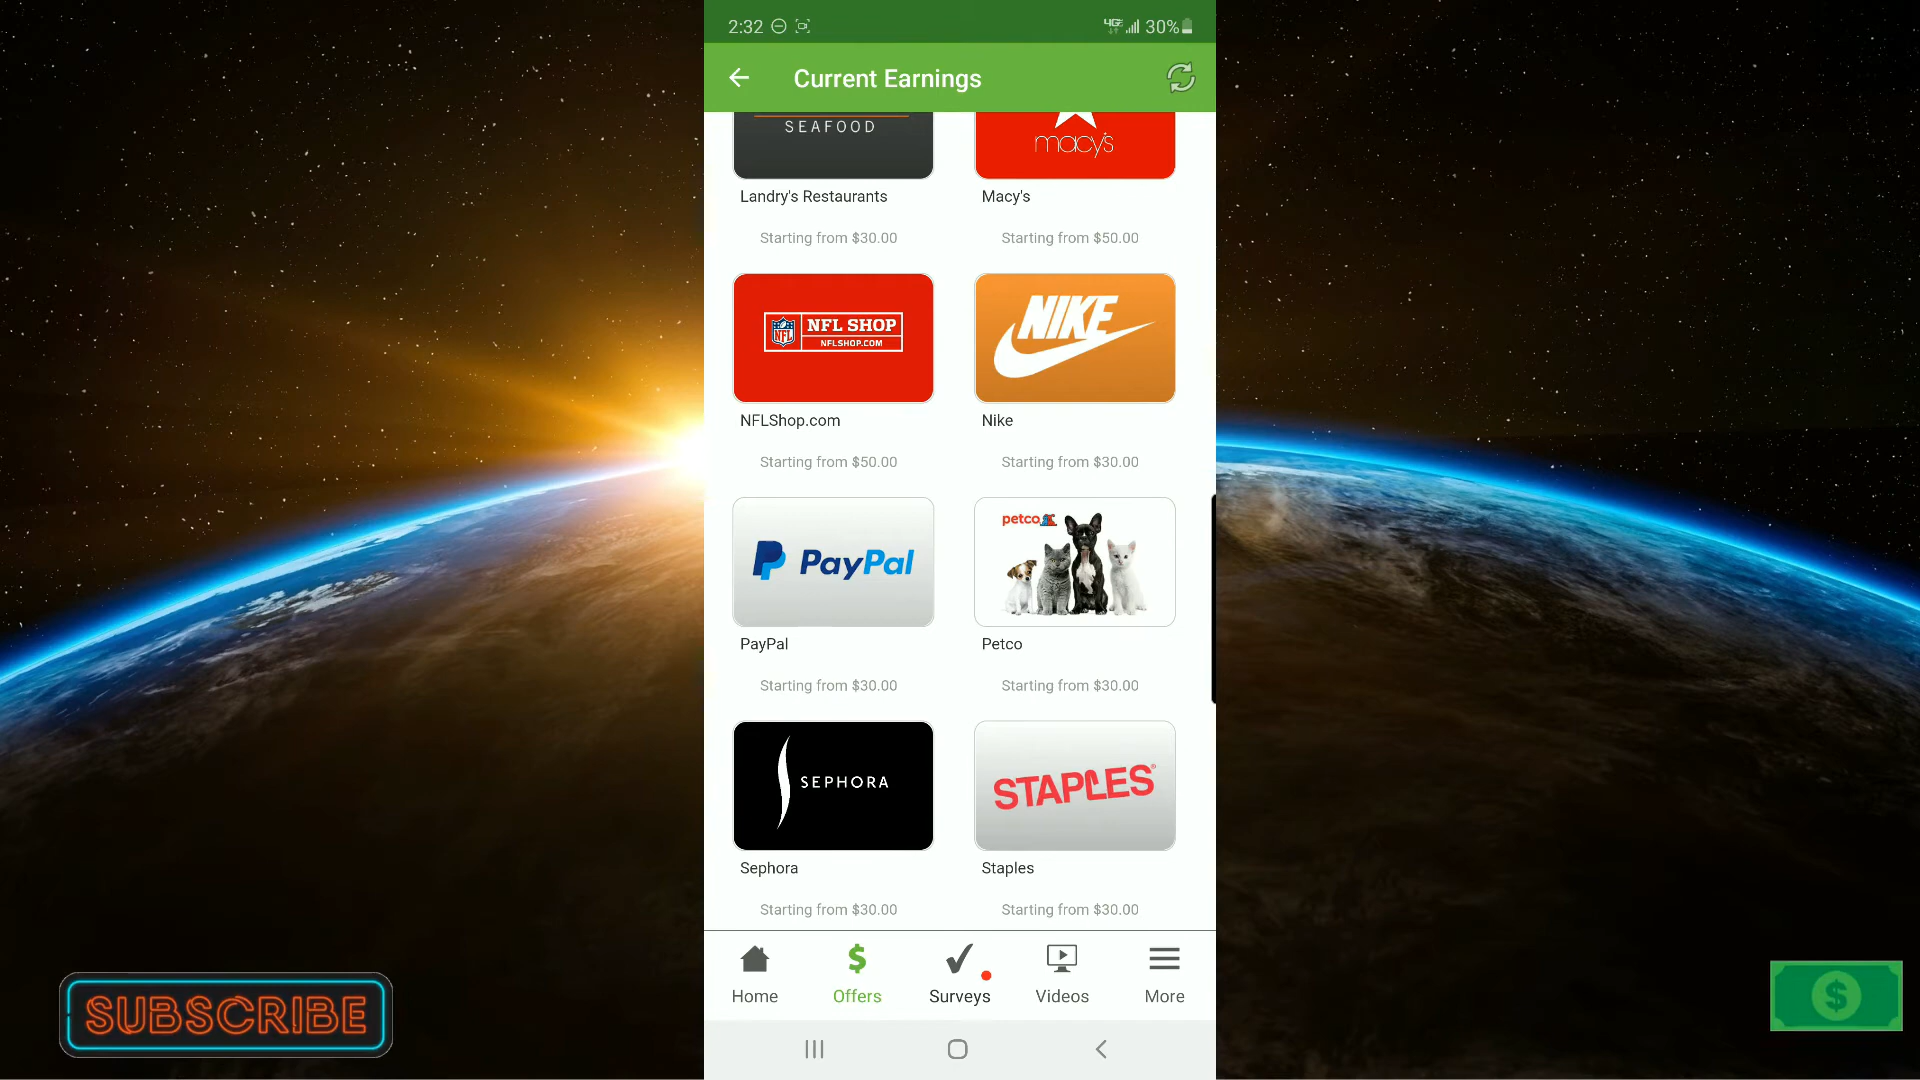 2:32 4G 30%
Current Earnings
SEAFOOD
macy's
Landry's Restaurants Macy's
Starting from $30.00 Starting from $50.00
NFL
NFL SHOP
NFLSHOP.COM
NIKE
NFLShop.com Nike
Starting from $50.00 Starting from $30.00
PayPal
petco
PayPal Petco
Starting from $30.00 Starting from $30.00
SEPHORA
STAPLES
Sephora Staples
Starting from $30.00 Starting from $30.00
$
Home Offers Surveys Videos More
SUBSCRIBE
$